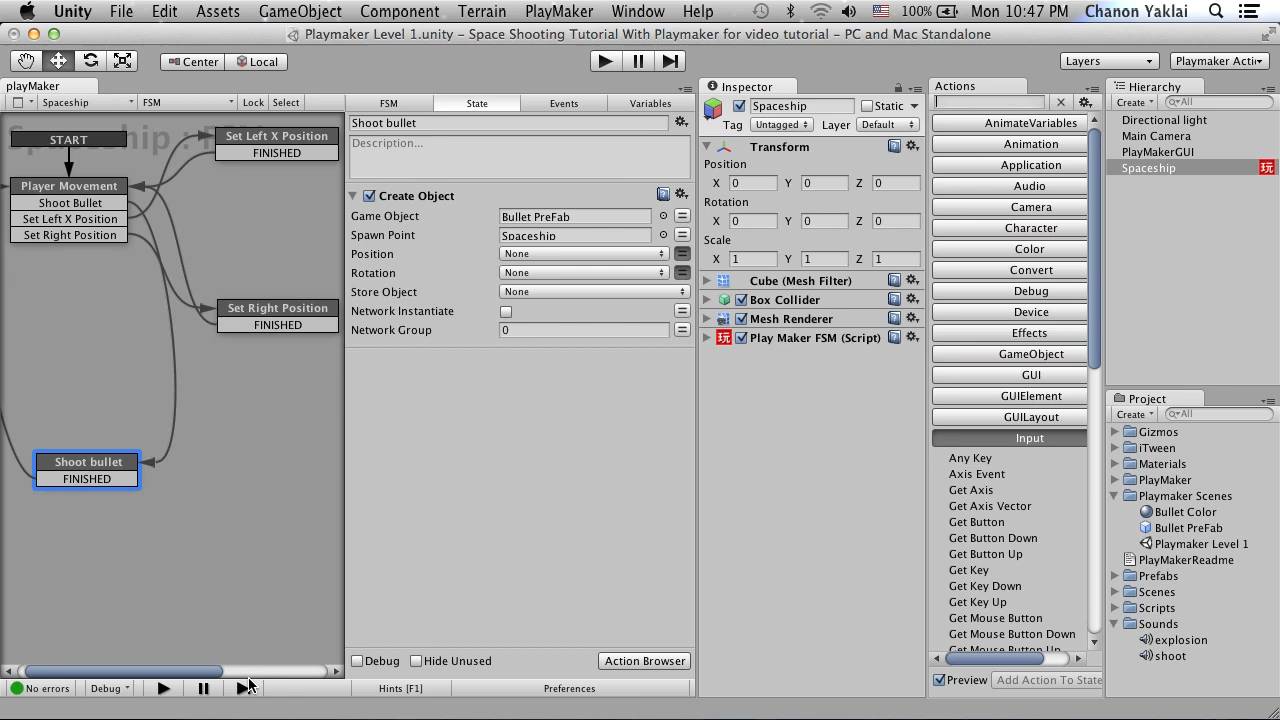 Unity File Edit Assets GameObject Component Terrain PlayMaker Window Help 100% Mon 10:47 PM Chanon Yaklai
Playmaker Level 1.unity - Space Shooting Tutorial With Playmaker for video tutorial - PC and Mac Standalone
Center Local Layers Playmaker Acti
playMaker
Spaceship FSM Lock Select
START
Set Left X Position
FINISHED
Player Movement
Shoot Bullet
Set Left X Position
Set Right Position
Set Right Position
FINISHED
Shoot bullet
FINISHED
No errors Debug
FSM State Events Variables
Shoot bullet
Description...
Create Object
Game Object Bullet PreFab
Spawn Point Spaceship
Position None
Rotation None
Store Object None
Network Instantiate
Network Group 0
Debug Hide Unused Action Browser
Hints [F1] Preferences
Inspector
Spaceship Static
Tag Untagged Layer Default
Transform
Position
X 0 Y 0 Z 0
Rotation
X 0 Y 0 Z 0
Scale
X 1 Y 1 Z 1
Cube (Mesh Filter)
Box Collider
Mesh Renderer
玩 Play Maker FSM (Script)
Actions
AnimateVariables
Animation
Application
Audio
Camera
Character
Color
Convert
Debug
Device
Effects
GameObject
GUI
GUIElement
GUILayout
Input
Any Key
Axis Event
Get Axis
Get Axis Vector
Get Button
Get Button Down
Get Button Up
Get Key
Get Key Down
Get Key Up
Get Mouse Button
Get Mouse Button Down
Get Mouse Button Up
Preview Add Action To State
Hierarchy
Create All
Directional light
Main Camera
PlayMakerGUI
Spaceship 玩
Project
Create All
Gizmos
iTween
Materials
PlayMaker
Playmaker Scenes
Bullet Color
Bullet PreFab
Playmaker Level 1
PlayMakerReadme
Prefabs
Scenes
Scripts
Sounds
explosion
shoot